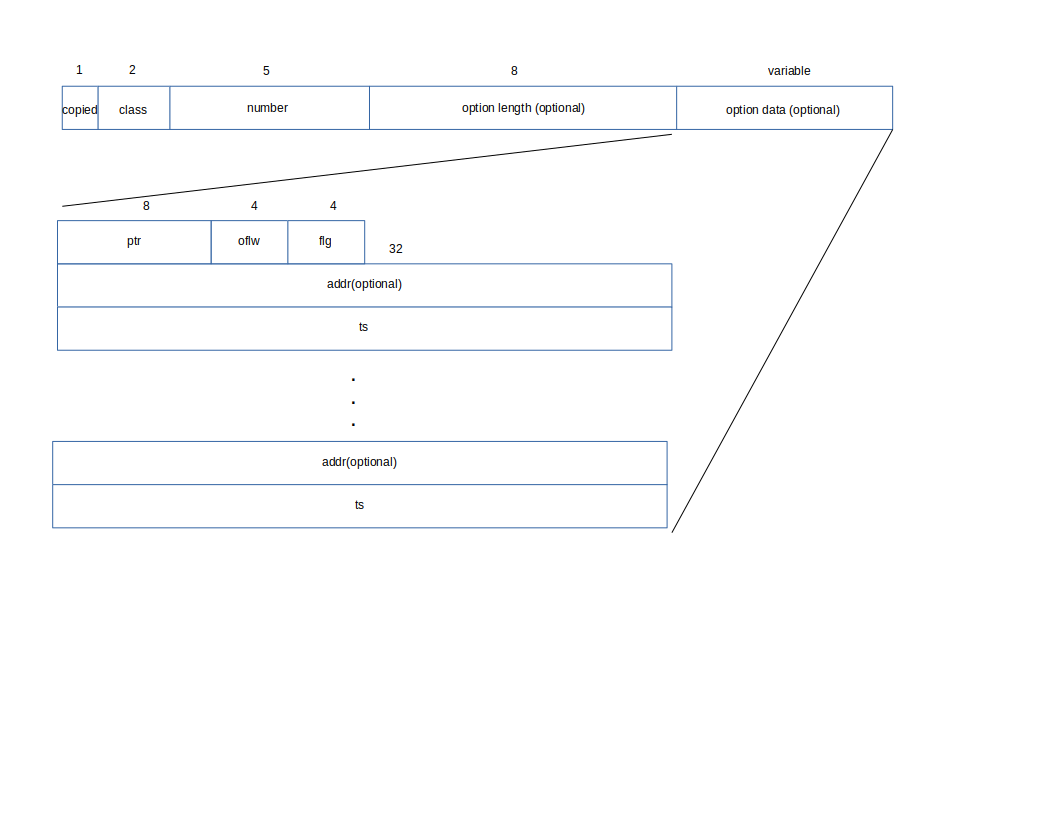 1 2 5 8 variable
copied class number option length (optional) option data (optional)
8 4 4
ptr oflw flg
32
addr(optional)
ts
.
.
.
addr(optional)
ts